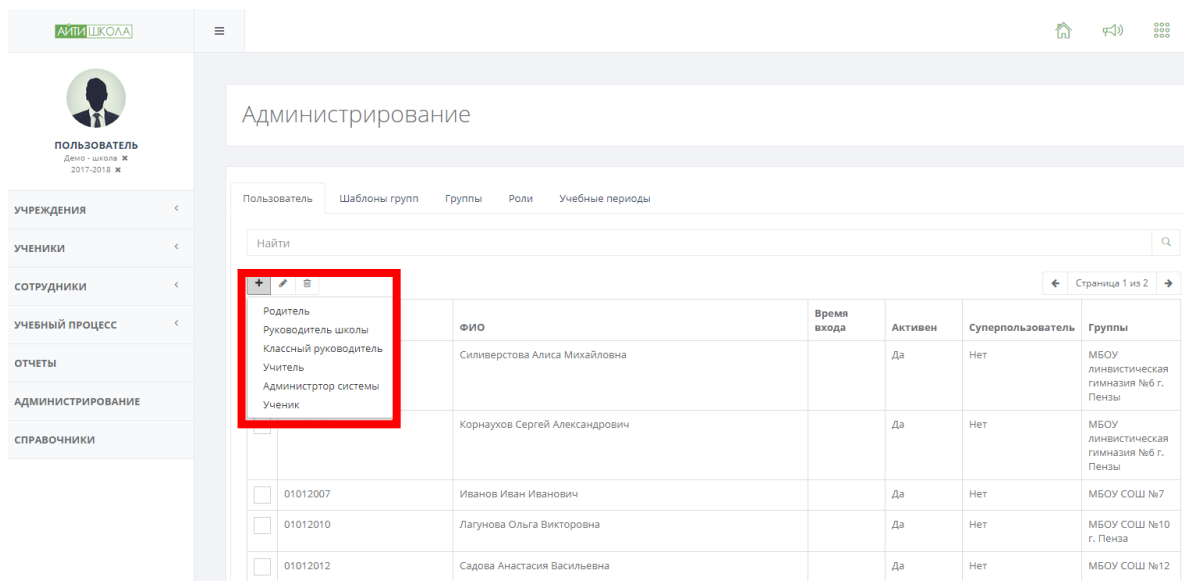 АЙТИ ШКОЛА
ПОЛЬЗОВАТЕЛЬ
Демо - школа ✖
2017-2018 ✖
УЧРЕЖДЕНИЯ
УЧЕНИКИ
СОТРУДНИКИ
УЧЕБНЫЙ ПРОЦЕСС
ОТЧЕТЫ
АДМИНИСТРИРОВАНИЕ
СПРАВОЧНИКИ
Администрирование
Пользователь Шаблоны групп Группы Роли Учебные периоды
Найти
Страница 1 из 2
Родитель
Руководитель школы
Классный руководитель
Учитель
Администртор системы
Ученик
ФИО Время входа Активен Суперпользователь Группы
Силиверстова Алиса Михайловна Да Нет МБОУ
линвистическая
гимназия №6 г.
Пензы
Корнаухов Сергей Александрович Да Нет МБОУ
линвистическая
гимназия №6 г.
Пензы
01012007 Иванов Иван Иванович Да Нет МБОУ СОШ №7
01012010 Лагунова Ольга Викторовна Да Нет МБОУ СОШ №10
г. Пенза
01012012 Садова Анастасия Васильевна Да Нет МБОУ СОШ №12